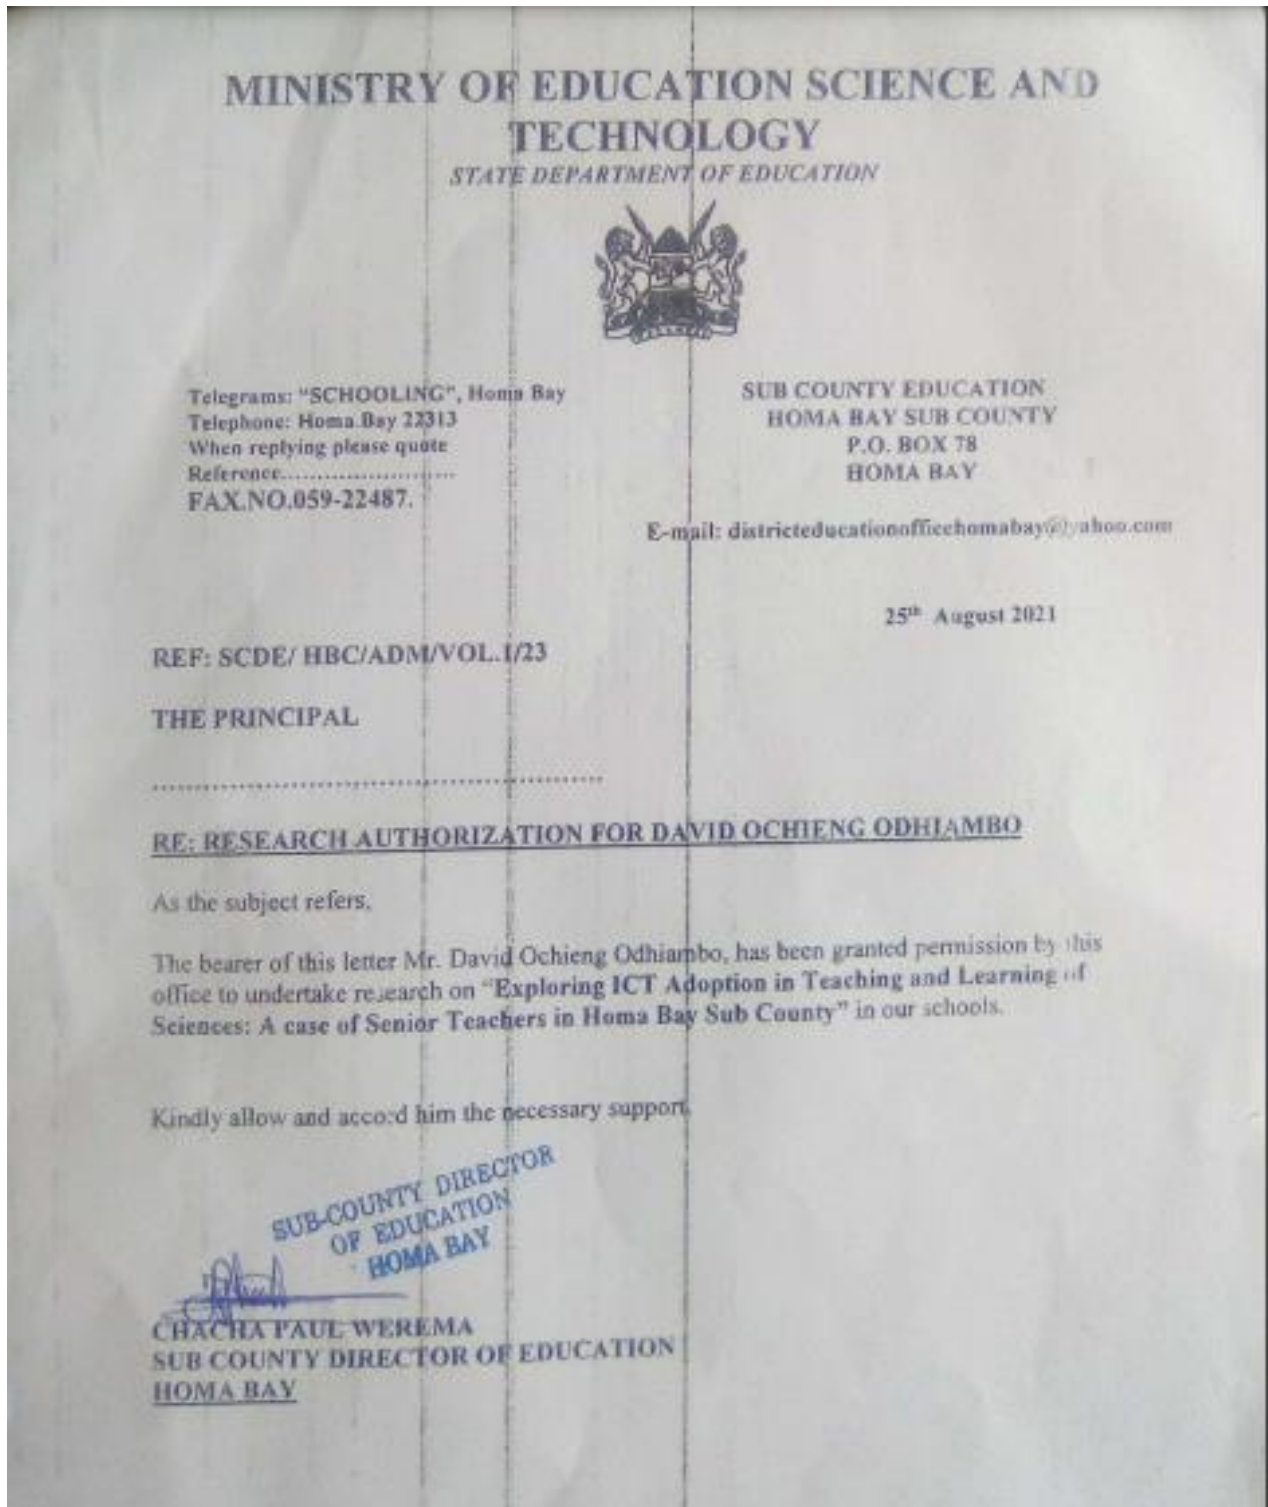 MINISTRY OF EDUCATION SCIENCE AND
TECHNOLOGY
STATE DEPARTMENT OF EDUCATION
Telegrams: "SCHOOLING", Homa Bay
Telephone: Homa Bay 22313
When replying please quote
Reference........................
FAX.NO.059-22487.
SUB COUNTY EDUCATION
HOMA BAY SUB COUNTY
P.O. BOX 78
HOMA BAY
E-mail: districteducationofficehomabay@yahoo.com
25th August 2021
REF: SCDE/ HBC/ADM/VOL.1/23
THE PRINCIPAL
............................................................
RE: RESEARCH AUTHORIZATION FOR DAVID OCHIENG ODHIAMBO
As the subject refers,
The bearer of this letter Mr. David Ochieng Odhiambo, has been granted permission by this
office to undertake research on "Exploring ICT Adoption in Teaching and Learning of
Sciences: A case of Senior Teachers in Homa Bay Sub County" in our schools.
Kindly allow and accord him the necessary support.
SUB-COUNTY DIRECTOR
OF EDUCATION
HOMA BAY
CHACHA PAUL WEREMA
SUB COUNTY DIRECTOR OF EDUCATION
HOMA BAY